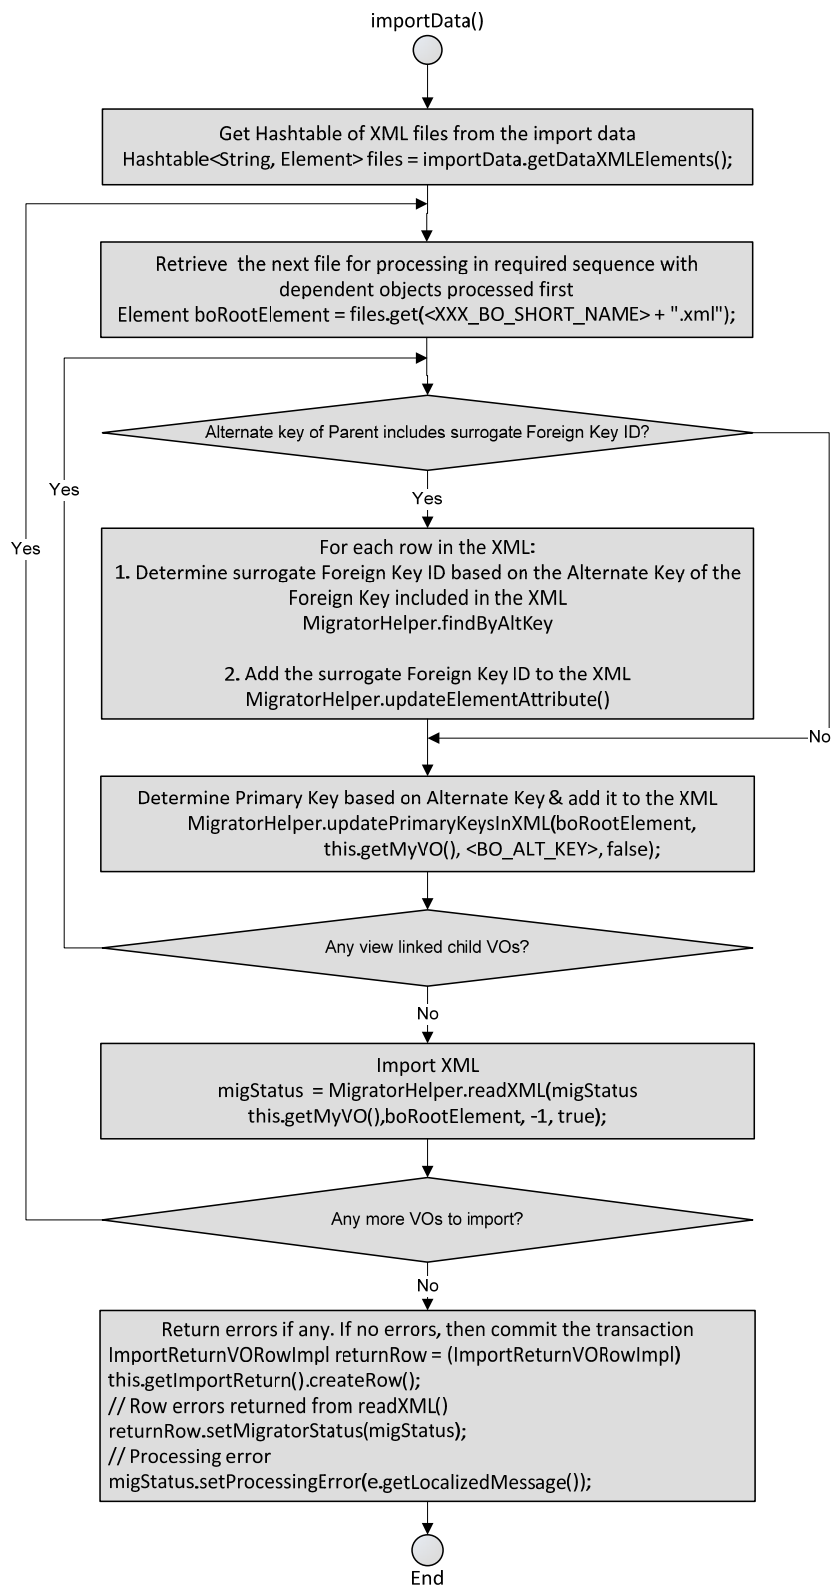 importData()
Get Hashtable of XML files from the import data
Hashtable<String, Element> files = importData.getDataXMLElements();
Retrieve  the next file for processing in required sequence with
dependent objects processed first
Element boRootElement = files.get(<XXX_BO_SHORT_NAME> + ".xml");
Alternate key of Parent includes surrogate Foreign Key ID?
Yes
Yes
Yes
For each row in the XML:
1. Determine surrogate Foreign Key ID based on the Alternate Key of the
Foreign Key included in the XML
MigratorHelper.findByAltKey
2. Add the surrogate Foreign Key ID to the XML
MigratorHelper.updateElementAttribute()
No
Determine Primary Key based on Alternate Key & add it to the XML
MigratorHelper.updatePrimaryKeysInXML(boRootElement,
this.getMyVO(), <BO_ALT_KEY>, false);
Any view linked child VOs?
No
Import XML
migStatus  = MigratorHelper.readXML(migStatus
this.getMyVO(),boRootElement, -1, true);
Any more VOs to import?
No
Return errors if any. If no errors, then commit the transaction
ImportReturnVORowImpl returnRow = (ImportReturnVORowImpl)
this.getImportReturn().createRow();
// Row errors returned from readXML()
returnRow.setMigratorStatus(migStatus);
// Processing error
migStatus.setProcessingError(e.getLocalizedMessage());
End